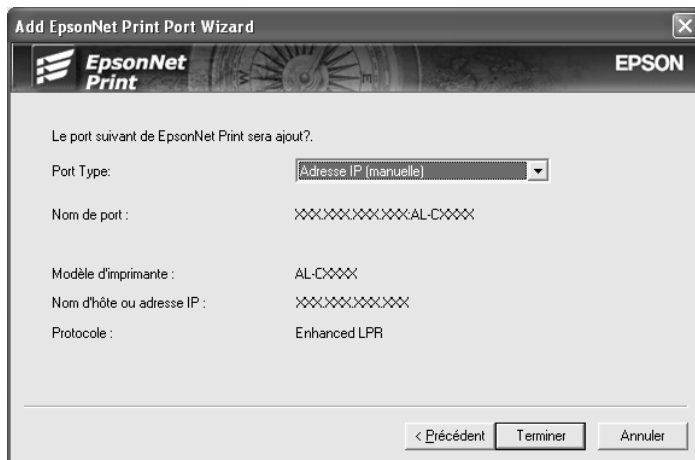 Add EpsonNet Print Port Wizard
EpsonNet
Print
EPSON
Le port suivant de EpsonNet Print sera ajout?.
Port Type:
Adresse IP (manuelle)
Nom de port :
XXX.XXX.XXX.XXX:AL-CXXXX
Modèle d'imprimante :
AL-CXXXX
Nom d'hôte ou adresse IP :
XXX.XXX.XXX.XXX
Protocole :
Enhanced LPR
< Précédent
Terminer
Annuler